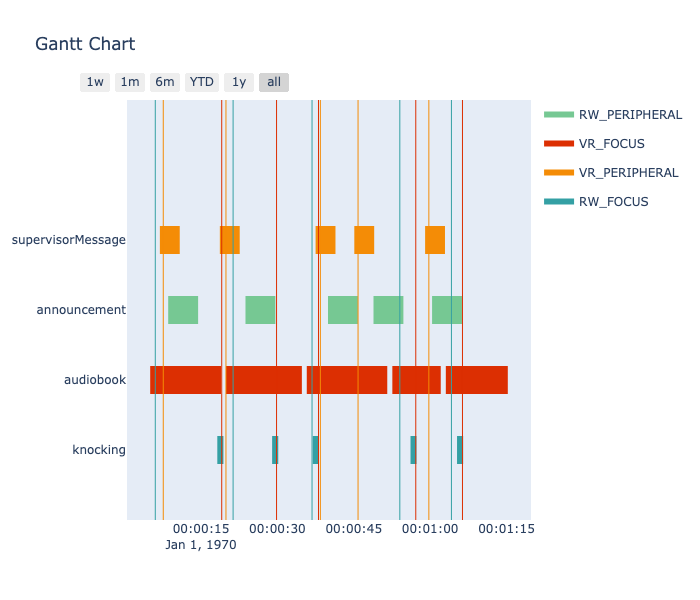 Gantt Chart
1w 1m 6m YTD 1y all
RW_PERIPHERAL
VR_FOCUS
VR_PERIPHERAL
RW_FOCUS
supervisorMessage
announcement
audiobook
knocking
00:00:15 00:00:30 00:00:45 00:01:00 00:01:15
Jan 1, 1970